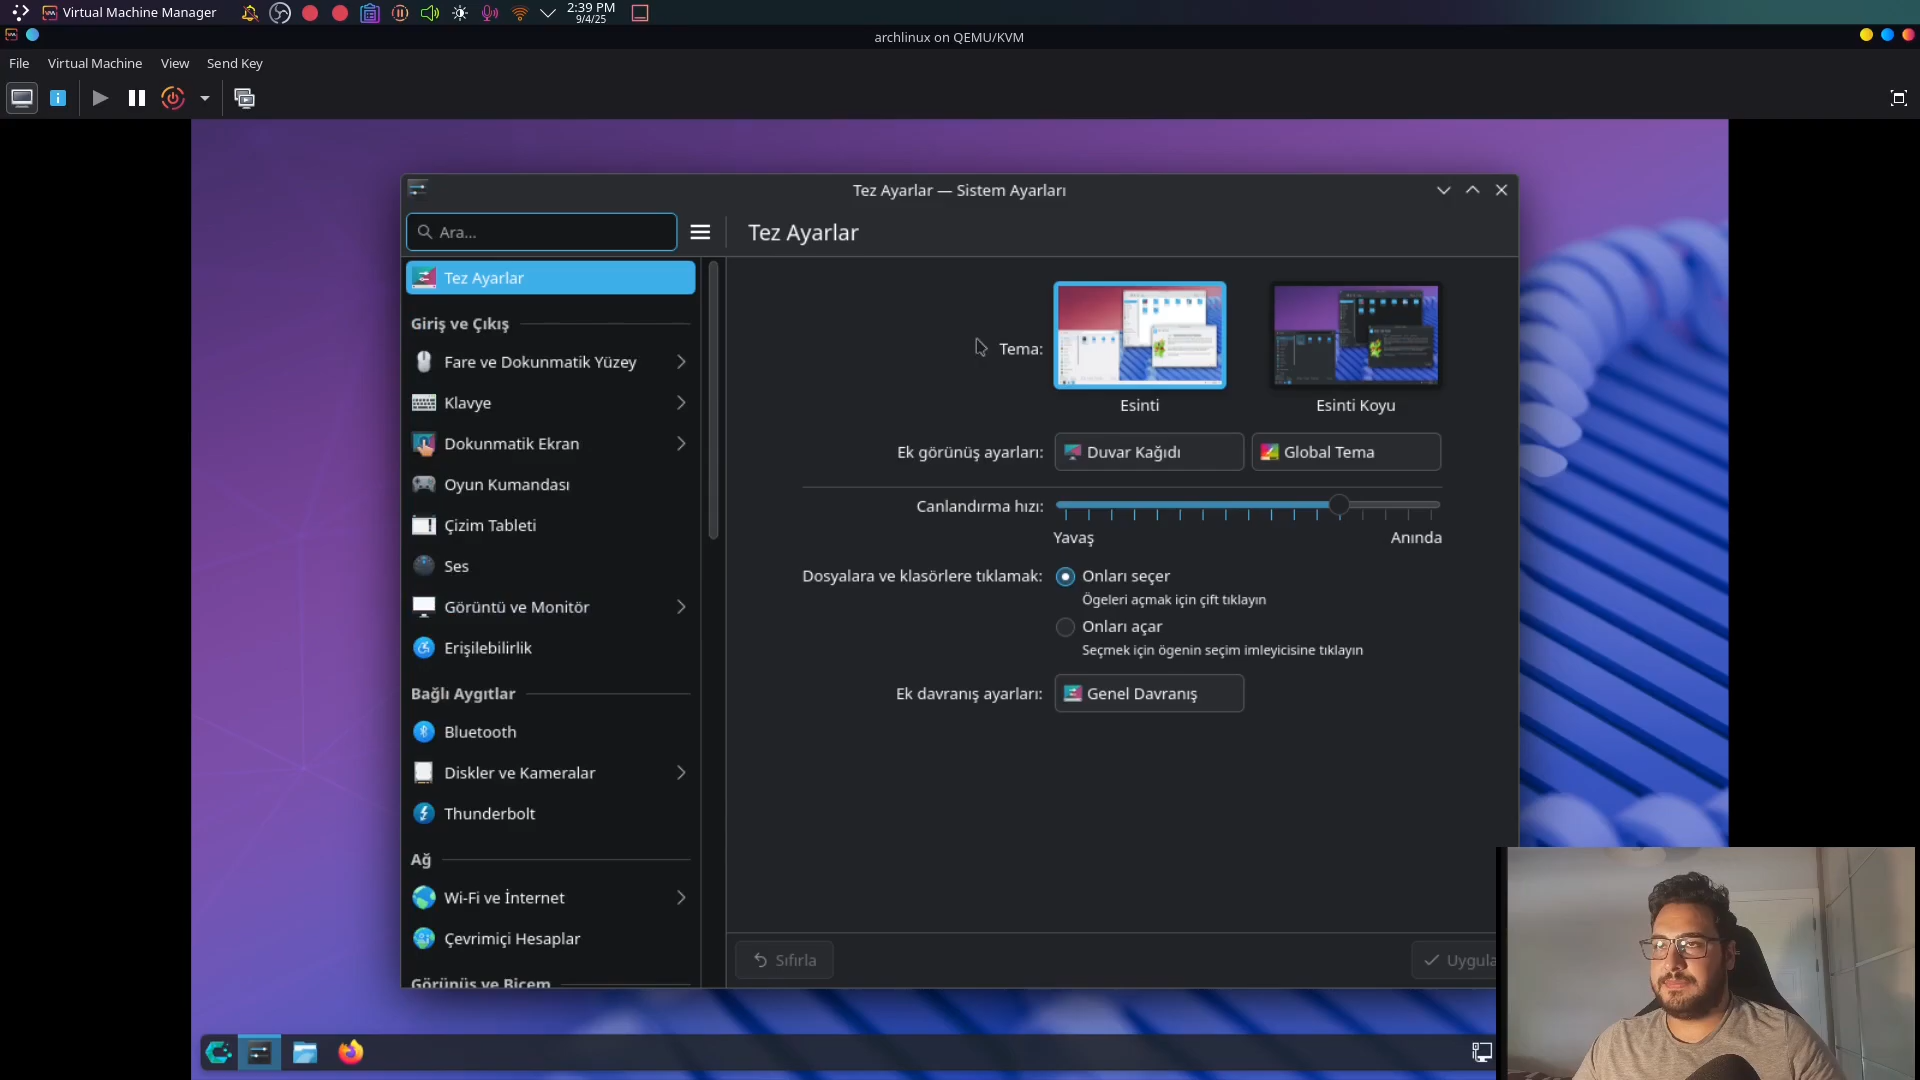 Virtual Machine Manager
2:39 PM
9/4/25
archlinux on QEMU/KVM
File Virtual Machine View Send Key
Tez Ayarlar — Sistem Ayarları
Ara...
Tez Ayarlar
Tez Ayarlar
Giriş ve Çıkış
Fare ve Dokunmatik Yüzey
Klavye
Dokunmatik Ekran
Oyun Kumandası
Çizim Tableti
Ses
Görüntü ve Monitör
Erişilebilirlik
Bağlı Aygıtlar
Bluetooth
Diskler ve Kameralar
Thunderbolt
Ağ
Wi-Fi ve İnternet
Çevrimiçi Hesaplar
Görünüş ve Biçem
Tema:
Esinti
Esinti Koyu
Ek görünüş ayarları:
Duvar Kağıdı
Global Tema
Canlandırma hızı:
Yavaş
Anında
Dosyalara ve klasörlere tıklamak:
Onları seçer
Ögeleri açmak için çift tıklayın
Onları açar
Seçmek için ögenin seçim imleyicisine tıklayın
Ek davranış ayarları:
Genel Davranış
Sıfırla
Uygula